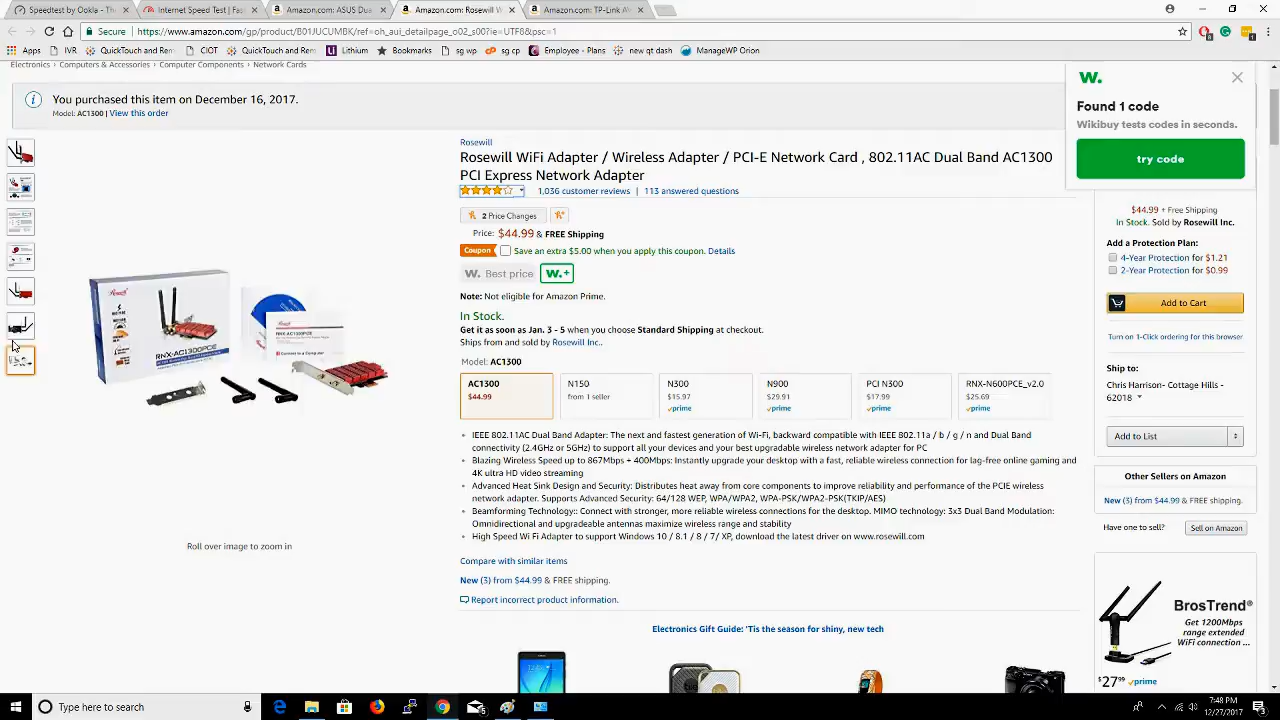 Speedtest by Ookla - Th
Internet Speed Test | Fas
Amazon.com: ASUS Dua
Amazon.com: Rosewill W
Amazon.com: TP-Link AV
Secure
https://www.amazon.com/gp/product/B01JUCUMBK/ref=oh_aui_detailpage_o02_s00?ie=UTF8&psc=1
Apps
IVR
QuickTouch and Rem
CIOT
QuickTouch and Rem
Lithium
Bookmarks
sg wp
cp sg
Employee - Plans
new qt dash
ManageWP Orion
Electronics › Computers & Accessories › Computer Components › Network Cards
You purchased this item on December 16, 2017.
Model: AC1300 | View this order
W.
Found 1 code
Wikibuy tests codes in seconds.
try code
Rosewill
Rosewill WiFi Adapter / Wireless Adapter / PCI-E Network Card , 802.11AC Dual Band AC1300
PCI Express Network Adapter
1,036 customer reviews | 113 answered questions
2 Price Changes
Price: $44.99 & FREE Shipping
Coupon Save an extra $5.00 when you apply this coupon. Details
W. Best price
W.+
Note: Not eligible for Amazon Prime.
In Stock.
Get it as soon as Jan. 3 - 5 when you choose Standard Shipping at checkout.
Ships from and sold by Rosewill Inc..
Model: AC1300
AC1300
$44.99
N150
from 1 seller
N300
$15.97
prime
N900
$29.91
prime
PCI N300
$17.99
prime
RNX-N600PCE_v2.0
$25.69
prime
• IEEE 802.11AC Dual Band Adapter: The next and fastest generation of Wi-Fi, backward compatible with IEEE 802.11a / b / g / n and Dual Band
connectivity (2.4GHz or 5GHz) to support all your devices and your best upgradable wireless network adapter for PC
• Blazing Wireless Speed up to 867Mbps + 400Mbps: Instantly upgrade your desktop with a fast, reliable wireless connection for lag-free online gaming and
4K ultra HD video streaming
• Advanced Heat Sink Design and Security: Distributes heat away from core components to improve reliability and performance of the PCIE wireless
network adapter. Supports Advanced Security: 64/128 WEP, WPA/WPA2, WPA-PSK/WPA2-PSK(TKIP/AES)
• Beamforming Technology:: Connect with stronger, more reliable wireless connections for the desktop. MIMO technology: 3x3 Dual Band Modulation:
Omnidirectional and upgradeable antennas maximize wireless range and stability
• High Speed Wi Fi Adapter to support Windows 10 / 8.1 / 8 / 7/ XP, download the latest driver on www.rosewill.com
Compare with similar items
New (3) from $44.99 & FREE shipping.
Report incorrect product information.
Roll over image to zoom in
RNX-AC1300PCE
Electronics Gift Guide: 'Tis the season for shiny, new tech
$44.99 + Free Shipping
In Stock. Sold by Rosewill Inc.
Add a Protection Plan:
4-Year Protection for $1.21
2-Year Protection for $0.99
Add to Cart
Turn on 1-Click ordering for this browser
Ship to:
Chris Harrison- Cottage Hills -
62018
Add to List
Other Sellers on Amazon
New (3) from $44.99 & FREE shipping.
Have one to sell?
Sell on Amazon
BrosTrend®
Get 1200Mbps
range extended
WiFi connection ...
$27⁹⁹ prime
Type here to search
7:48 PM
12/27/2017